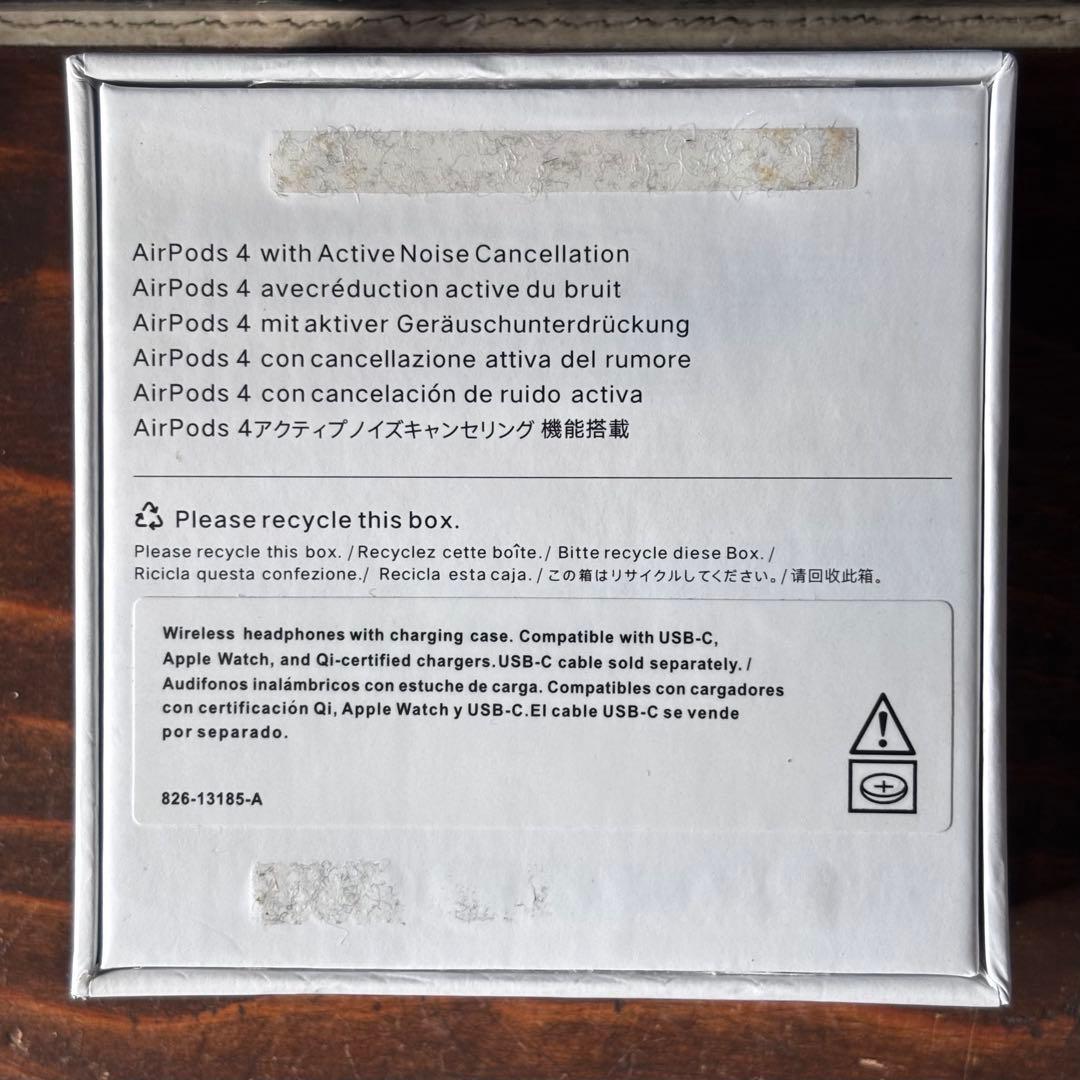 AirPods 4 with Active Noise Cancellation
AirPods 4 avecréduction active du bruit
AirPods 4 mit aktiver Geräuschunterdrückung
AirPods 4 con cancellazione attiva del rumore
AirPods 4 con cancelación de ruido activa
AirPods 4アクティブノイズキャンセリング 機能搭載
Please recycle this box.
Please recycle this box. / Recyclez cette boîte. / Bitte recycle diese Box. /
Ricicla questa confezione. / Recicla esta caja. / この箱はリサイクルしてください。/ 请回收此箱。
Wireless headphones with charging case. Compatible with USB-C,
Apple Watch, and Qi-certified chargers.USB-C cable sold separately. /
Audifonos inalámbricos con estuche de carga. Compatibles con cargadores
con certificación Qi, Apple Watch y USB-C.El cable USB-C se vende
por separado.
826-13185-A